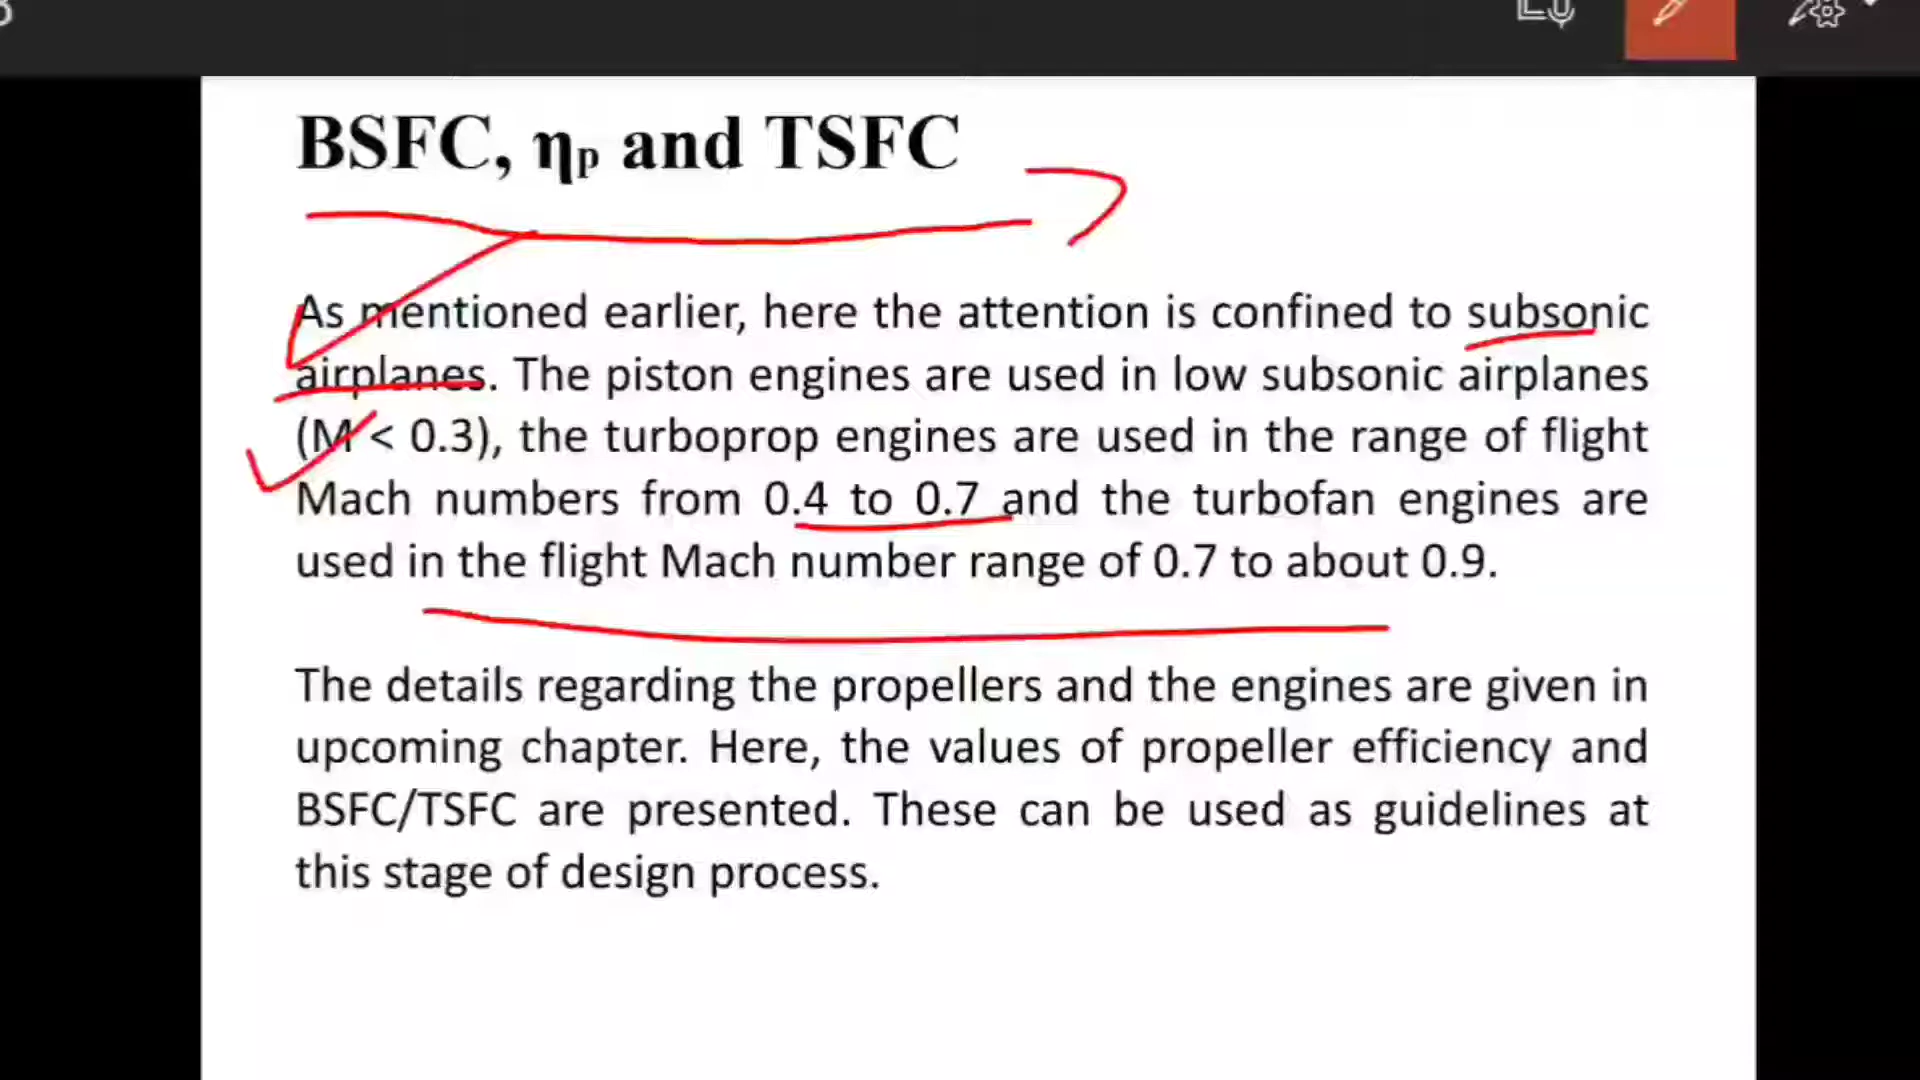 BSFC, ηp and TSFC
As mentioned earlier, here the attention is confined to subsonic
airplanes. The piston engines are used in low subsonic airplanes
(M < 0.3), the turboprop engines are used in the range of flight
Mach numbers from 0.4 to 0.7 and the turbofan engines are
used in the flight Mach number range of 0.7 to about 0.9.
The details regarding the propellers and the engines are given in
upcoming chapter. Here, the values of propeller efficiency and
BSFC/TSFC are presented. These can be used as guidelines at
this stage of design process.